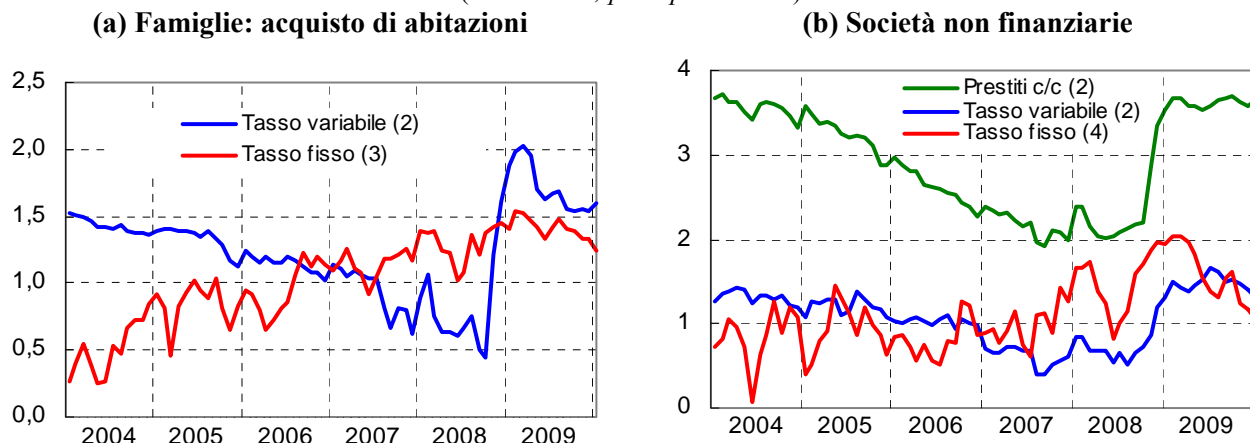 (a) Famiglie: acquisto di abitazioni
(b) Società non finanziarie
2,5
2,0
1,5
1,0
0,5
0,0
Tasso variabile (2)
Tasso fisso (3)
2004 2005 2006 2007 2008 2009
4
3
2
1
0
Prestiti c/c (2)
Tasso variabile (2)
Tasso fisso (4)
2004 2005 2006 2007 2008 2009